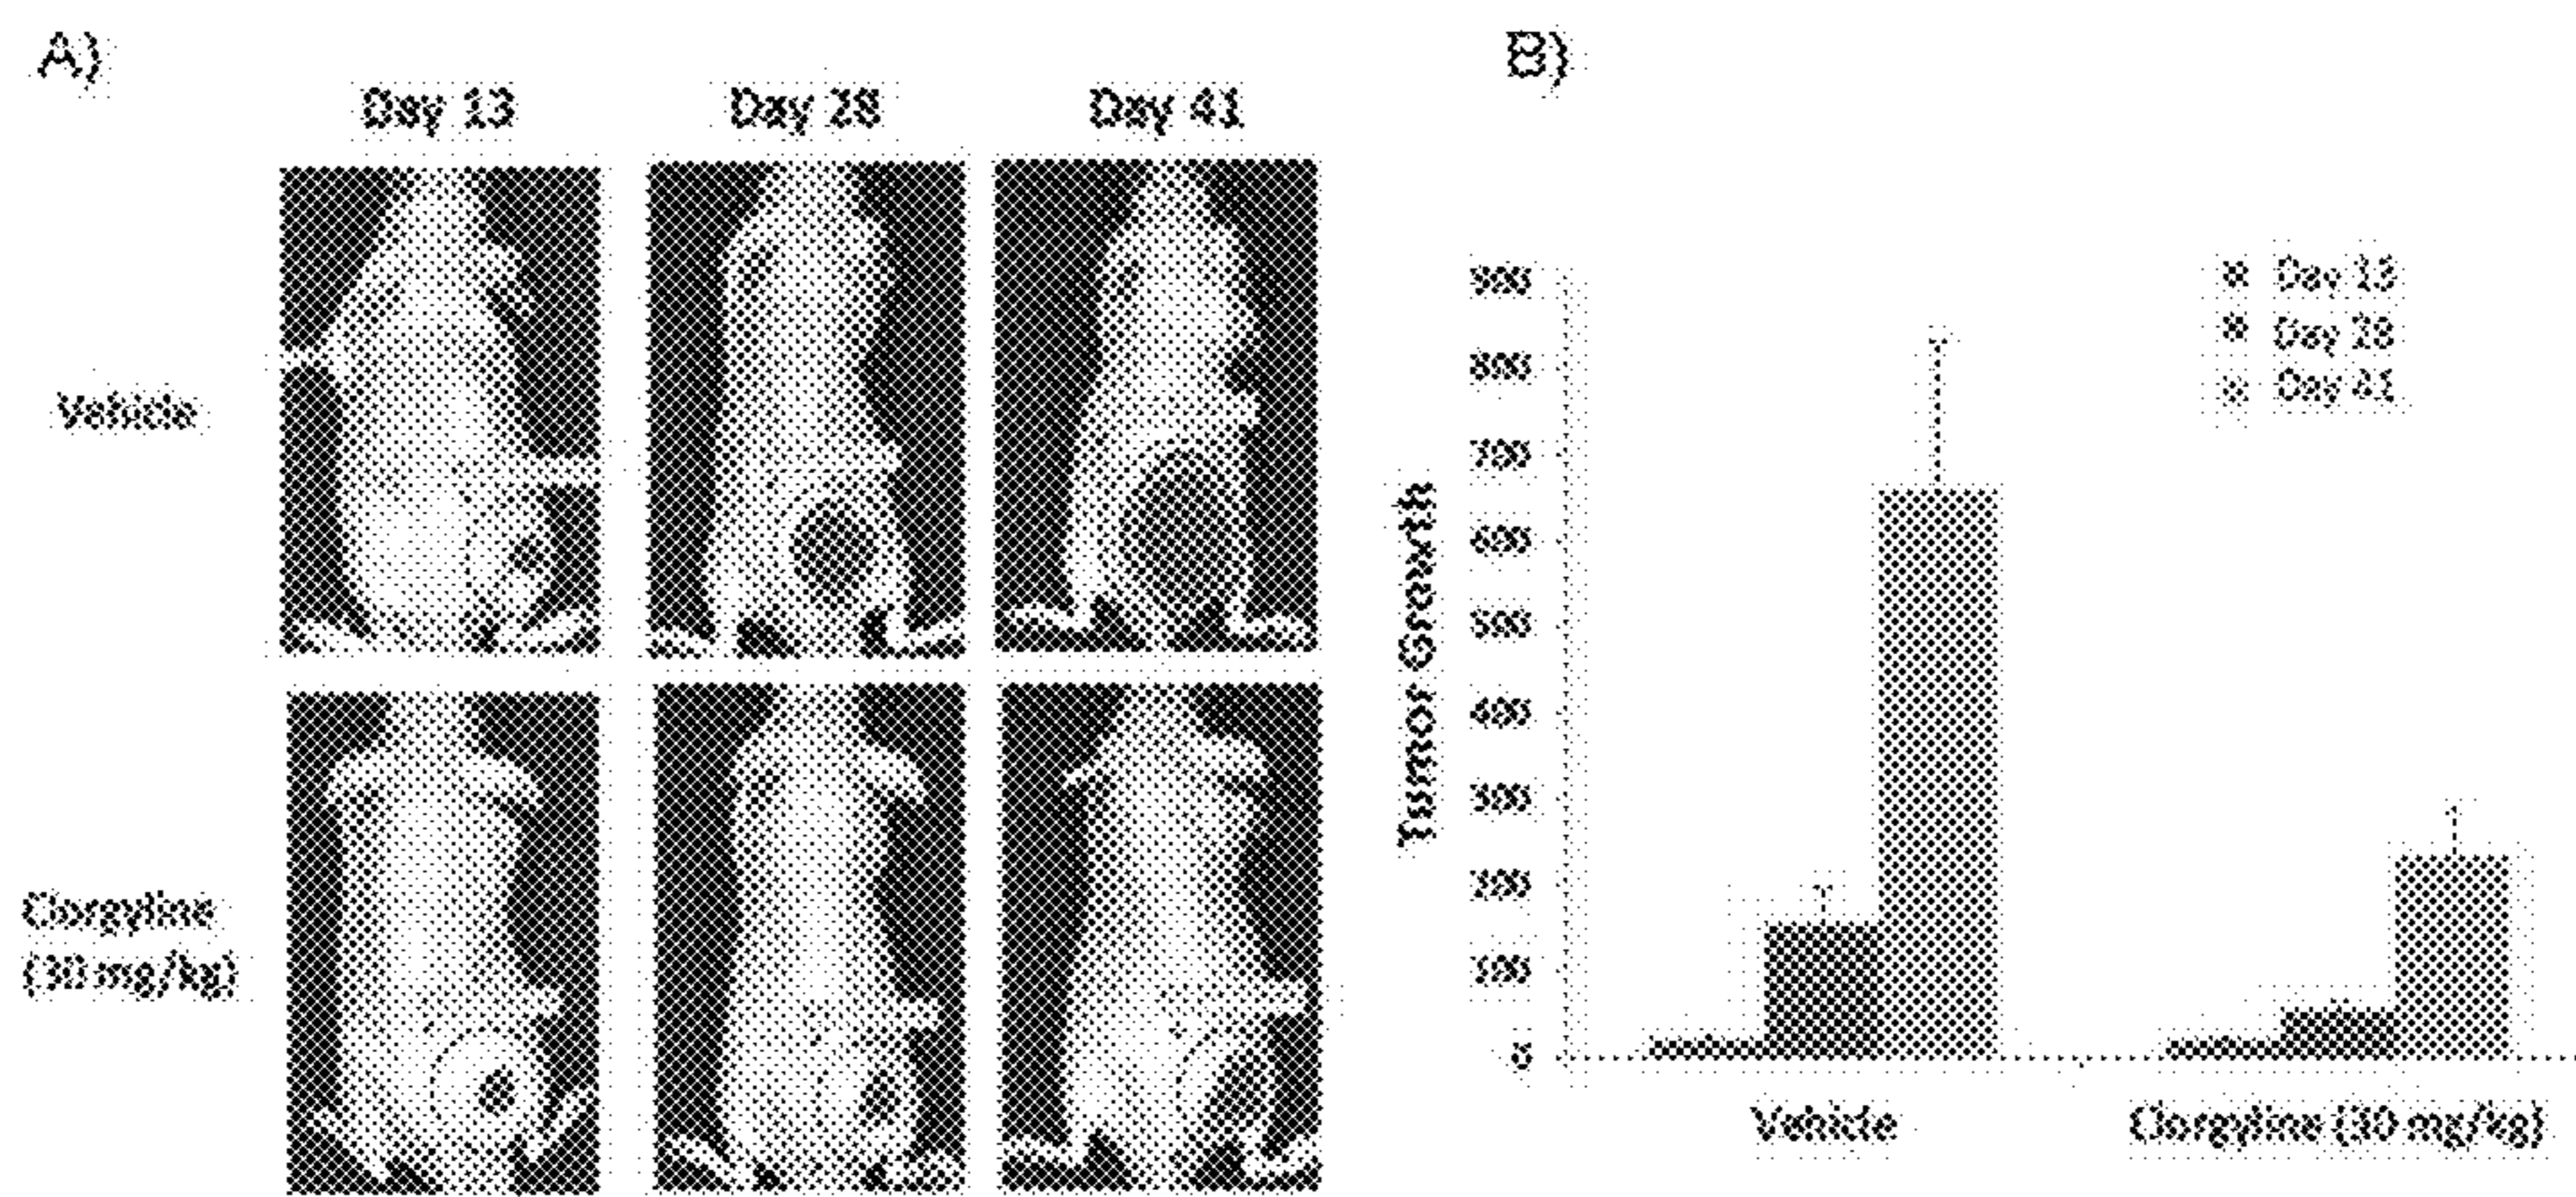 A)
Day 13 Day 28 Day 41
Vehicle
Clorgyline
(30 mg/kg)
B)
Day 13
Day 28
Day 41
Tumor Growth
900
800
700
600
500
400
300
200
100
0
Vehicle Clorgyline (30 mg/kg)